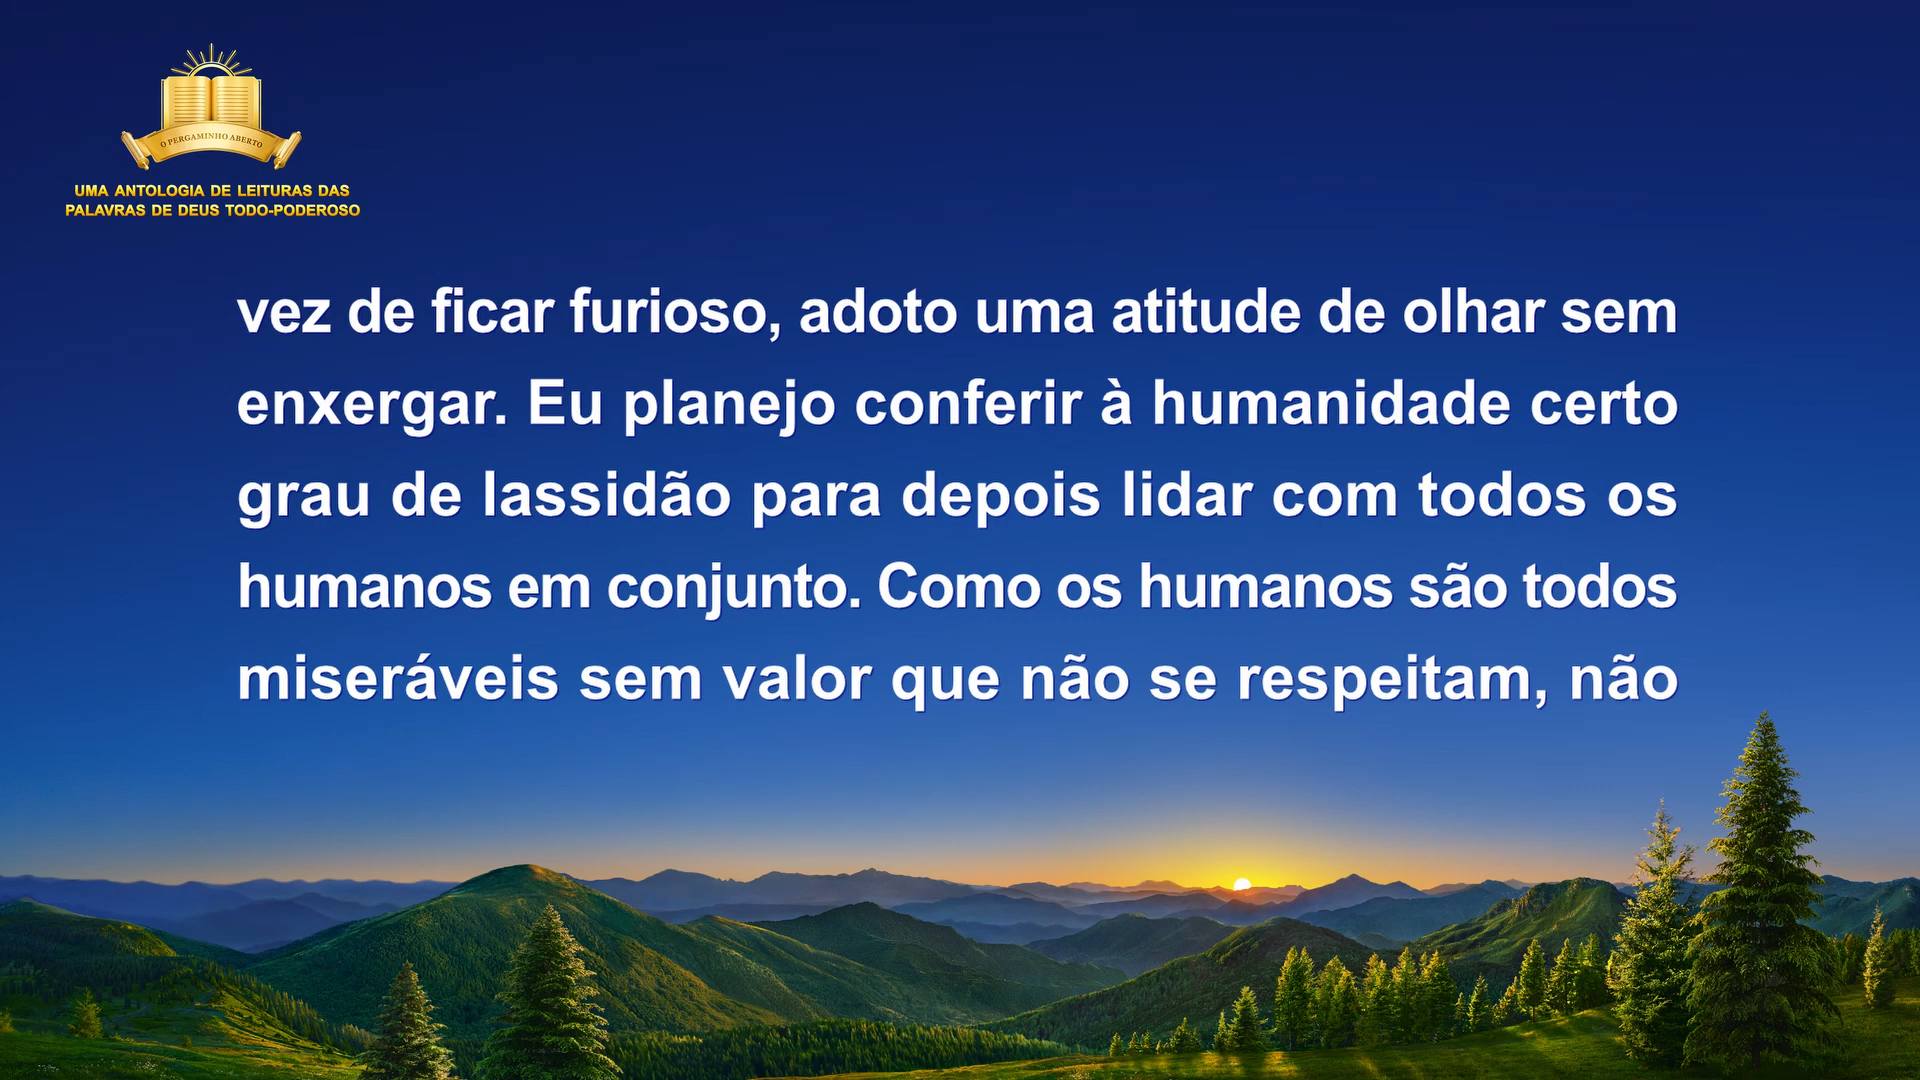 O PERGAMINHO ABERTO
UMA ANTOLOGIA DE LEITURAS DAS
PALAVRAS DE DEUS TODO-PODEROSO
vez de ficar furioso, adoto uma atitude de olhar sem
enxergar. Eu planejo conferir à humanidade certo
grau de lassidão para depois lidar com todos os
humanos em conjunto. Como os humanos são todos
miseráveis sem valor que não se respeitam, não